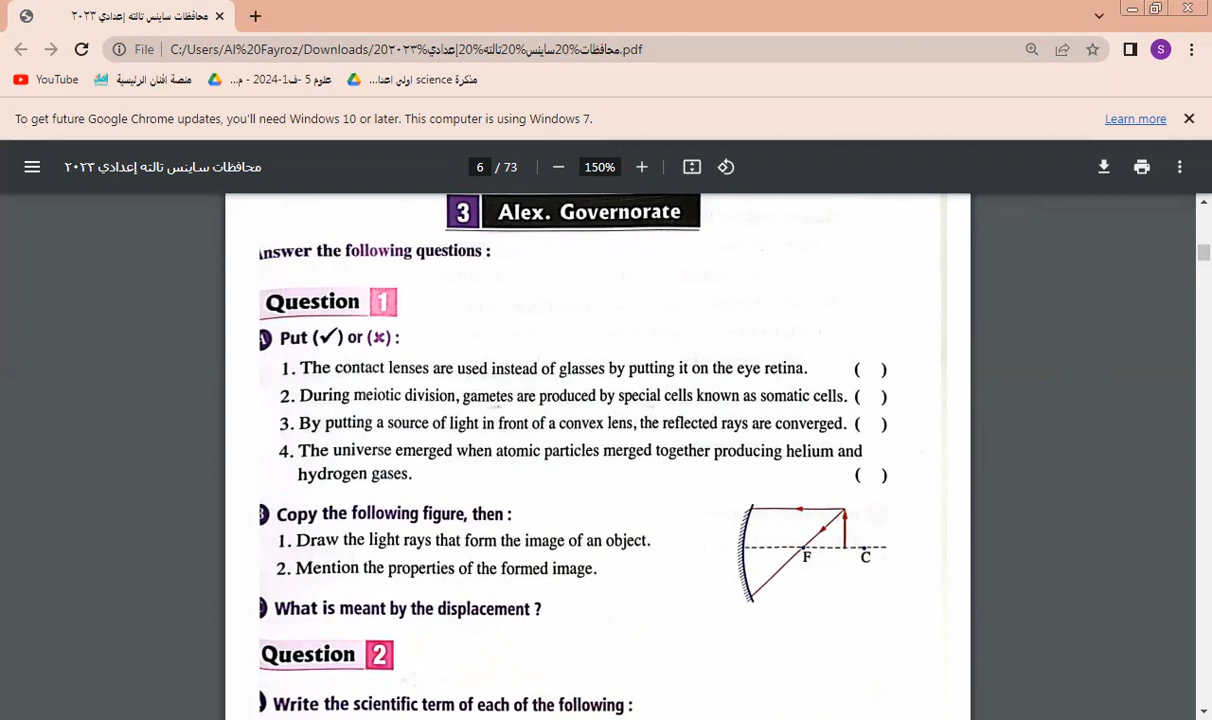 محافظات ساينس تالته إعدادي ٢٠٢٣
File C:/Users/Al%20Fayroz/Downloads/محافظات%20ساينس%20تالته%20إعدادي%20٢٠٢٣.pdf
S
YouTube منصة افنان الرئيسية علوم 5 -ف1-2024 - م... مذكرة science اولي اعدا...
To get future Google Chrome updates, you'll need Windows 10 or later. This computer is using Windows 7. Learn more
محافظات ساينس تالته إعدادي ٢٠٢٣ 6 / 73 150%
3 Alex. Governorate
nswer the following questions :
Question 1
A Put (✓) or (×) :
1. The contact lenses are used instead of glasses by putting it on the eye retina. ( )
2. During meiotic division, gametes are produced by special cells known as somatic cells. ( )
3. By putting a source of light in front of a convex lens, the reflected rays are converged. ( )
4. The universe emerged when atomic particles merged together producing helium and
hydrogen gases. ( )
B Copy the following figure, then :
1. Draw the light rays that form the image of an object.
2. Mention the properties of the formed image.
F C
What is meant by the displacement ?
Question 2
Write the scientific term of each of the following :